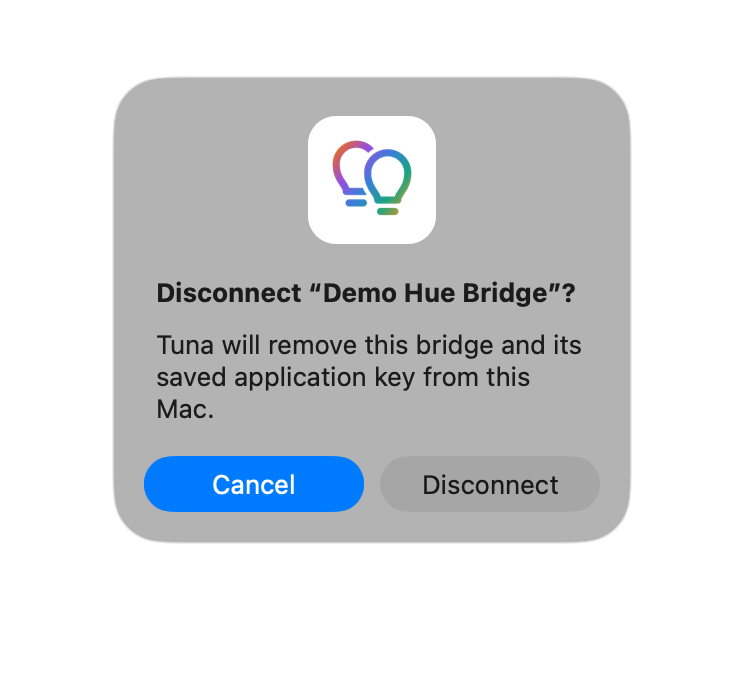 Disconnect “Demo Hue Bridge”?
Tuna will remove this bridge and its
saved application key from this
Mac.
Cancel
Disconnect